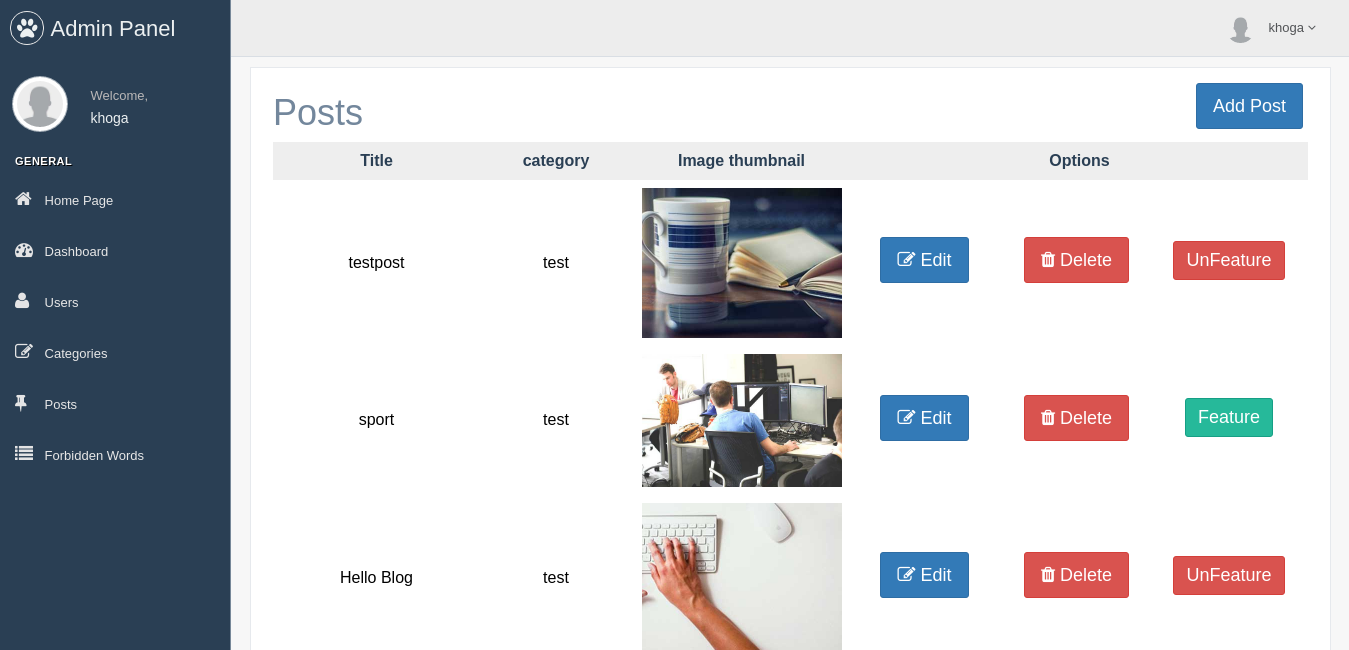 Admin Panel
khoga
Welcome,
khoga
GENERAL
Home Page
Dashboard
Users
Categories
Posts
Forbidden Words
Posts
Add Post
Title category Image thumbnail Options
testpost test Edit Delete UnFeature
sport test Edit Delete Feature
Hello Blog test Edit Delete UnFeature